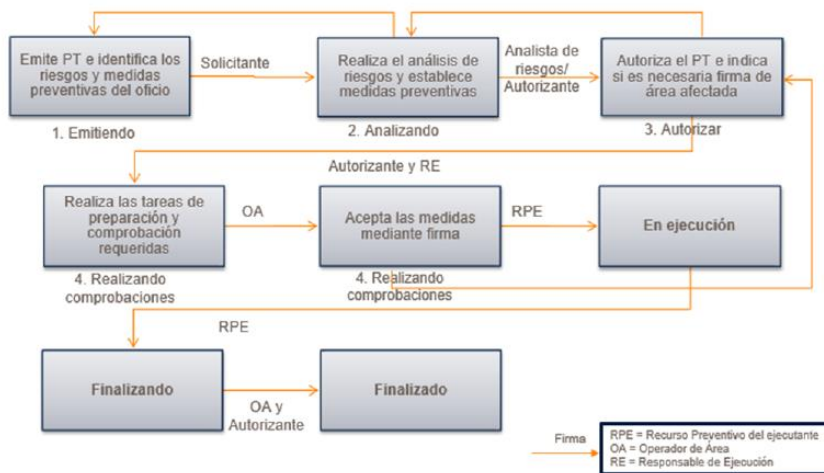 Emite PT e identifica los
riesgos y medidas
preventivas del oficio
Solicitante
Realiza el análisis de
riesgos y establece
medidas preventivas
Analista de
riesgos/
Autorizante
Autoriza el PT e indica
si es necesaria firma de
área afectada
1. Emitiendo
2. Analizando
3. Autorizar
Autorizante y RE
Realiza las tareas de
preparación y
comprobación
requeridas
OA
Acepta las medidas
mediante firma
RPE
En ejecución
4. Realizando
comprobaciones
4. Realizando
comprobaciones
RPE
Finalizando
OA y
Autorizante
Finalizado
Firma
RPE = Recurso Preventivo del ejecutante
OA = Operador de Área
RE = Responsable de Ejecución